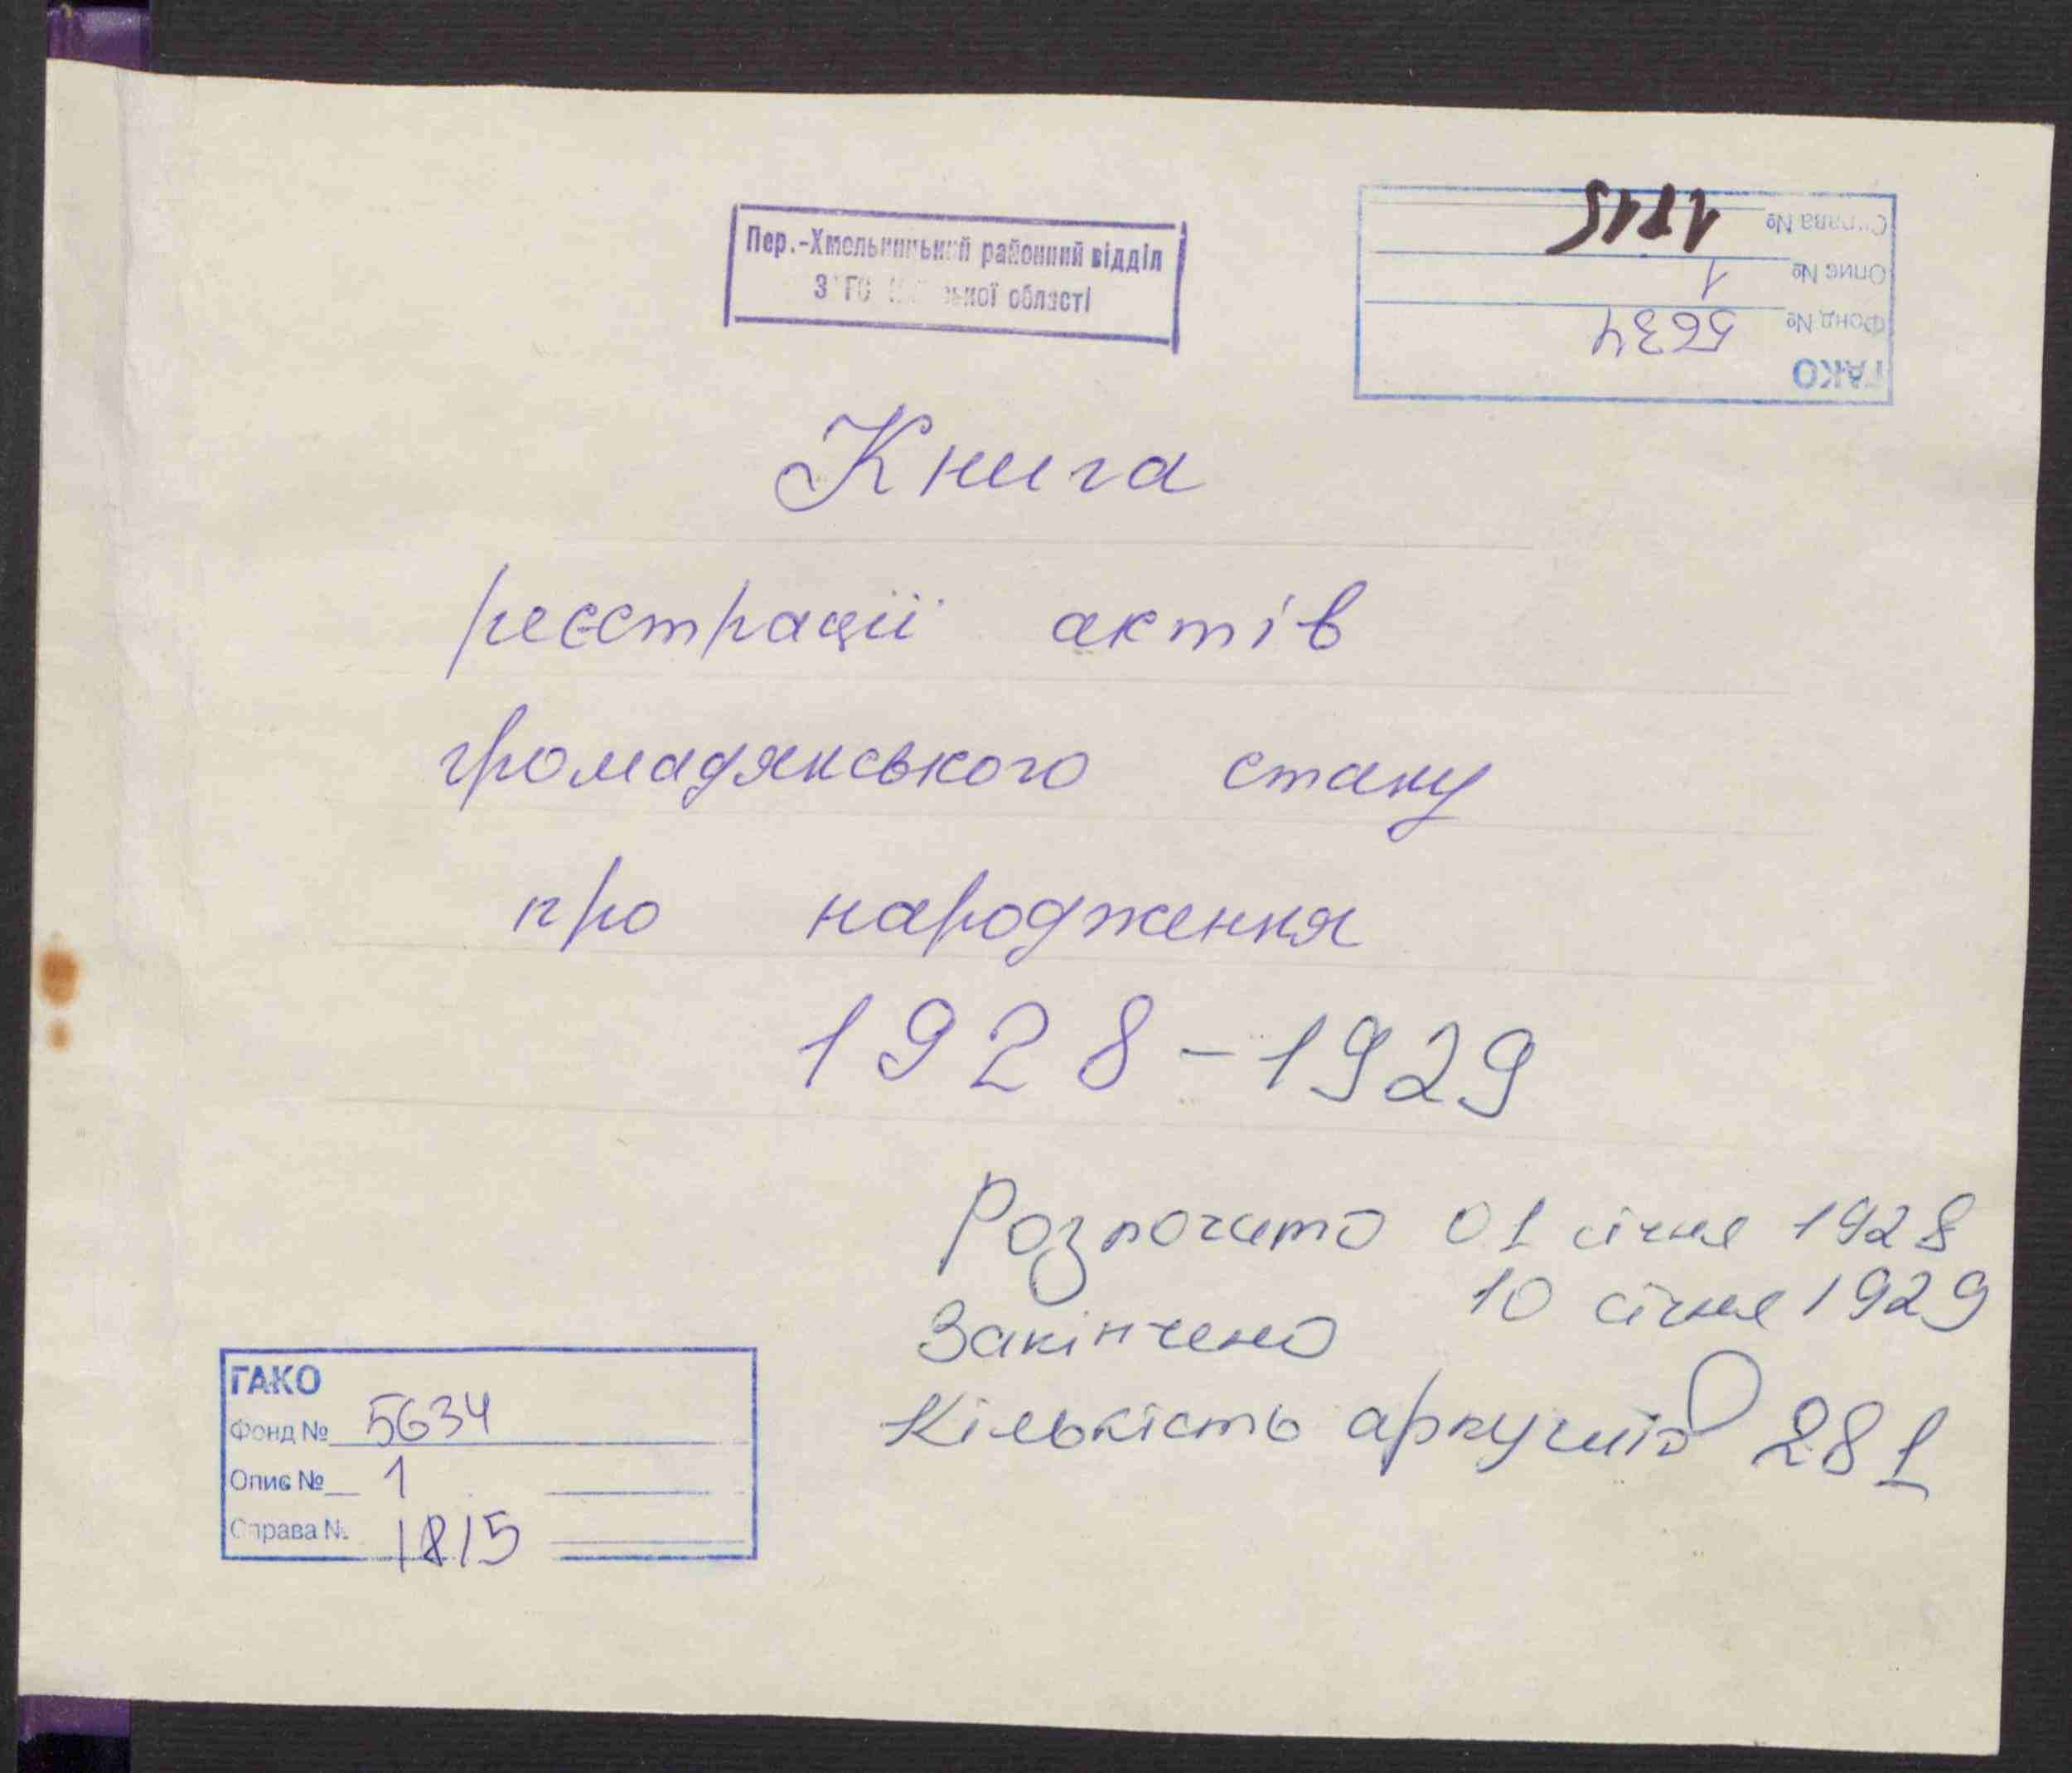 Пер.-Хмельницький районний відділ
області
Справа № 1815
Опис № 1
Фонд № 5634
ГАКО
Книга
реєстрації актів
громадянського стану
про народження
1928-1929
Розпочато 01 січня 1928
Закінчено 10 січня 1929
Кількість аркушів 281
ГАКО
Фонд № 5634
Опис № 1
Справа № 1815